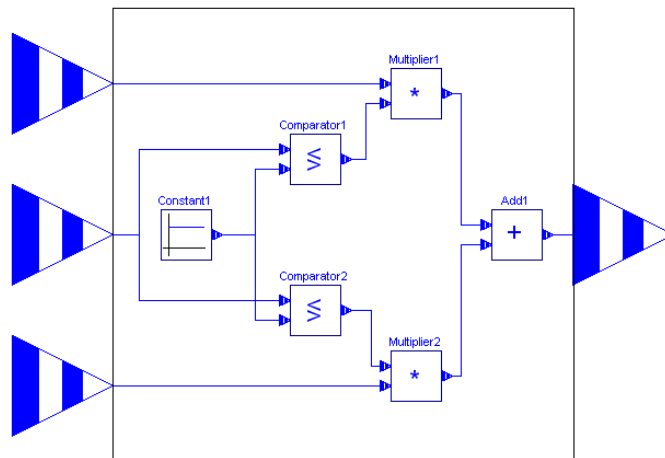 Multiplier1
*
Comparator1
≤
Constant1
Add1
+
Comparator2
≤
Multiplier2
*